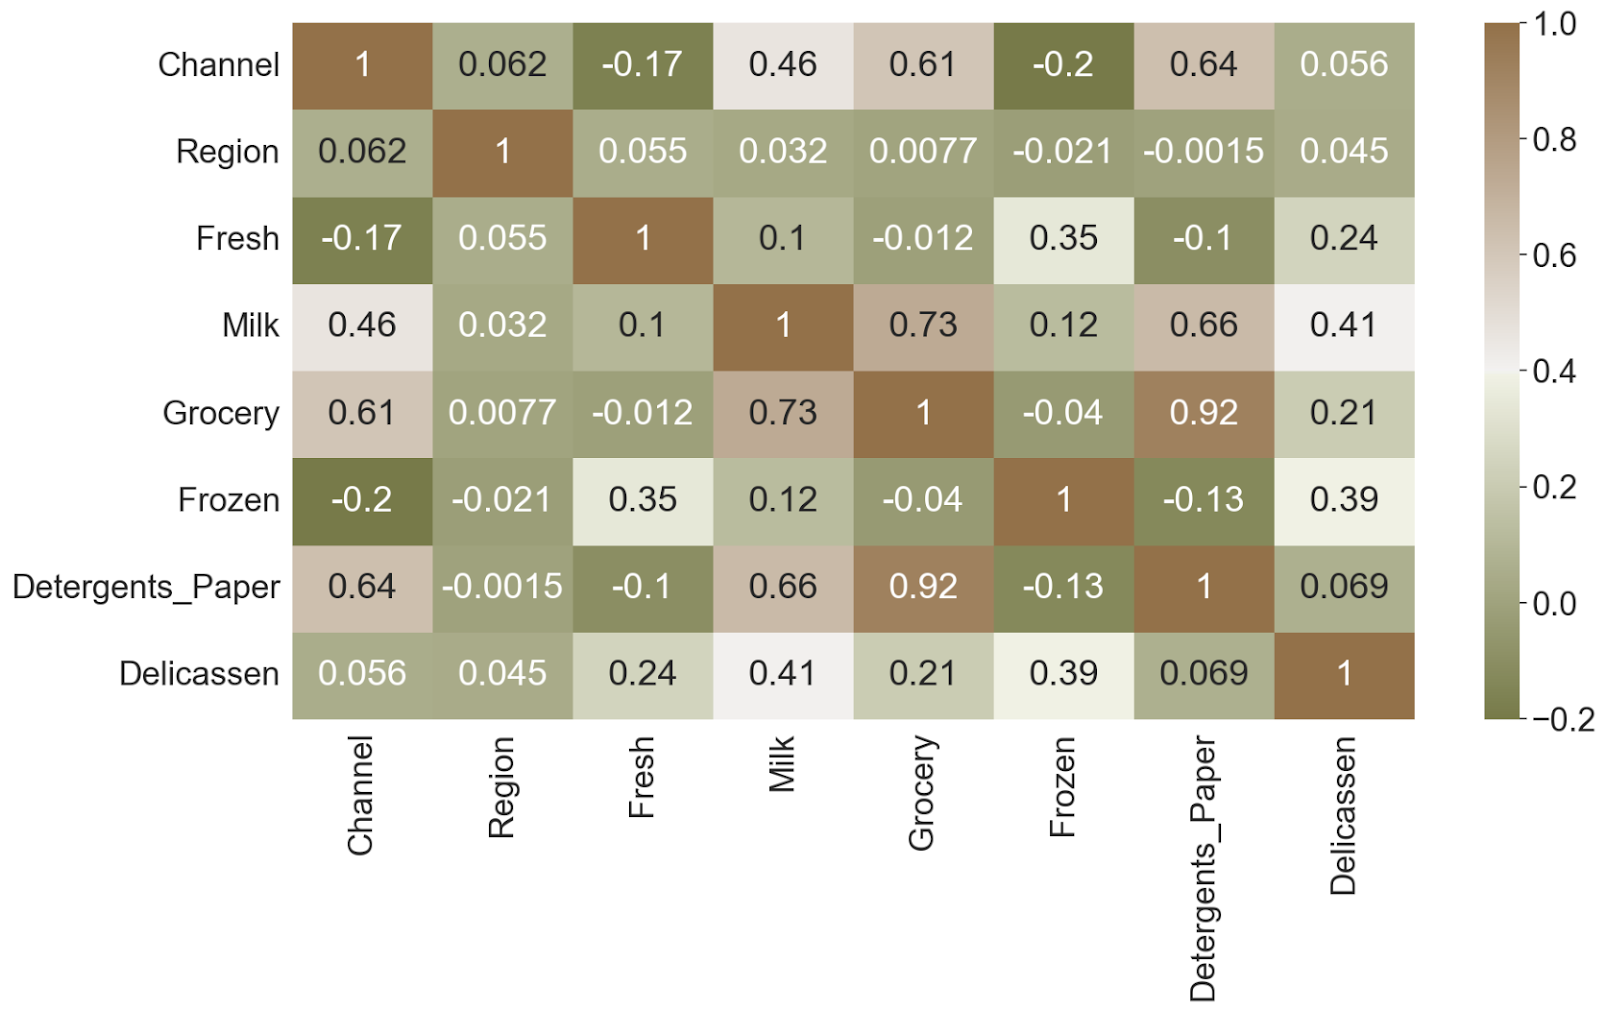 Channel 1 0.062 -0.17 0.46 0.61 -0.2 0.64 0.056
Region 0.062 1 0.055 0.032 0.0077 -0.021 -0.0015 0.045
Fresh -0.17 0.055 1 0.1 -0.012 0.35 -0.1 0.24
Milk 0.46 0.032 0.1 1 0.73 0.12 0.66 0.41
Grocery 0.61 0.0077 -0.012 0.73 1 -0.04 0.92 0.21
Frozen -0.2 -0.021 0.35 0.12 -0.04 1 -0.13 0.39
Detergents_Paper 0.64 -0.0015 -0.1 0.66 0.92 -0.13 1 0.069
Delicassen 0.056 0.045 0.24 0.41 0.21 0.39 0.069 1
Channel
Region
Fresh
Milk
Grocery
Frozen
Detergents_Paper
Delicassen
1.0
0.8
0.6
0.4
0.2
0.0
−0.2